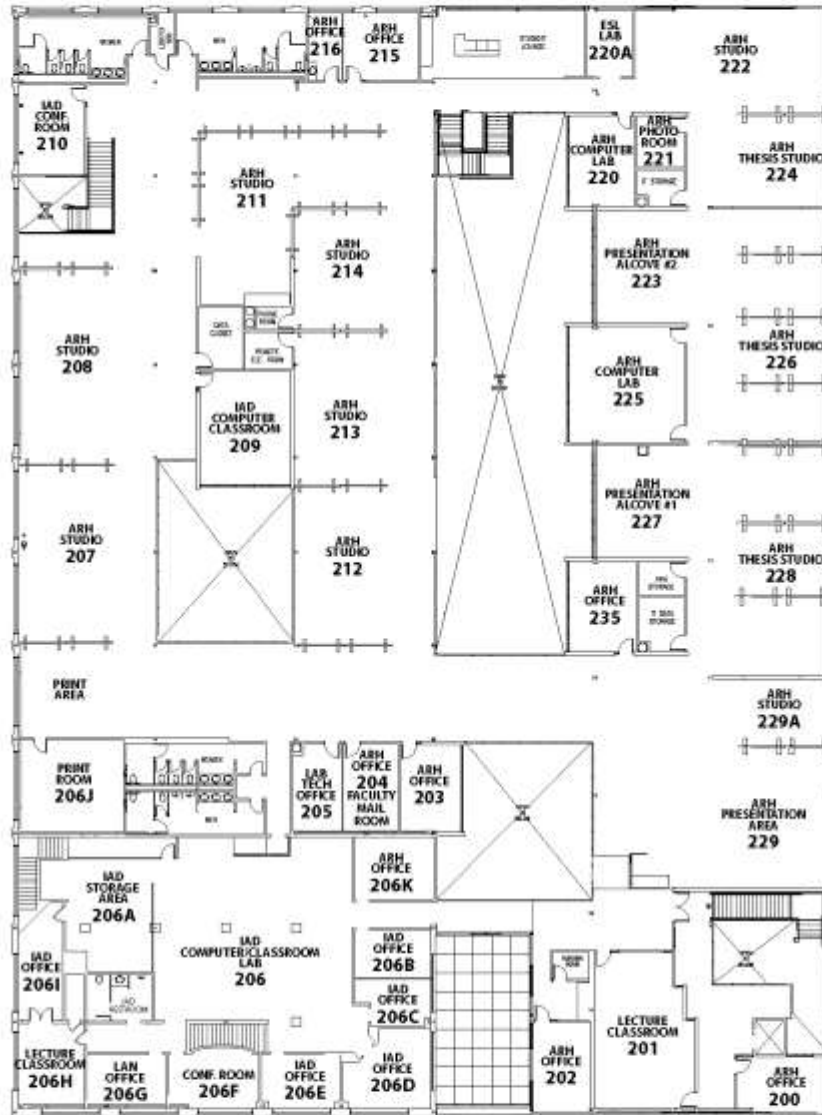 WOMEN
MEN
ARH
OFFICE
216
ARH
OFFICE
215
STUDENT
LOUNGE
ESL
LAB
220A
ARH
STUDIO
222
IAD
CONF.
ROOM
210
ARH
STUDIO
211
ARH
COMPUTER
LAB
220
ARH
PHOTO
ROOM
221
ARH
THESIS STUDIO
224
ARH
STUDIO
214
ARH
PRESENTATION
ALCOVE #2
223
ARH
STUDIO
208
ARH
THESIS STUDIO
226
ARH
COMPUTER
LAB
225
IAD
COMPUTER
CLASSROOM
209
ARH
STUDIO
213
ARH
PRESENTATION
ALCOVE #1
227
ARH
STUDIO
207
ARH
STUDIO
212
ARH
THESIS STUDIO
228
ARH
OFFICE
235
PRINT
AREA
ARH
STUDIO
229A
PRINT
ROOM
206J
WOMEN
MEN
LAB
TECH
OFFICE
205
ARH
OFFICE
204
FACULTY
MAIL
ROOM
ARH
OFFICE
203
ARH
PRESENTATION
AREA
229
IAD
STORAGE
AREA
206A
ARH
OFFICE
206K
IAD
COMPUTER/CLASSROOM
LAB
206
IAD
OFFICE
206B
IAD
OFFICE
206I
IAD
OFFICE
206C
LECTURE
CLASSROOM
206H
LAN
OFFICE
206G
CONF. ROOM
206F
IAD
OFFICE
206E
IAD
OFFICE
206D
ARH
OFFICE
202
LECTURE
CLASSROOM
201
ARH
OFFICE
200